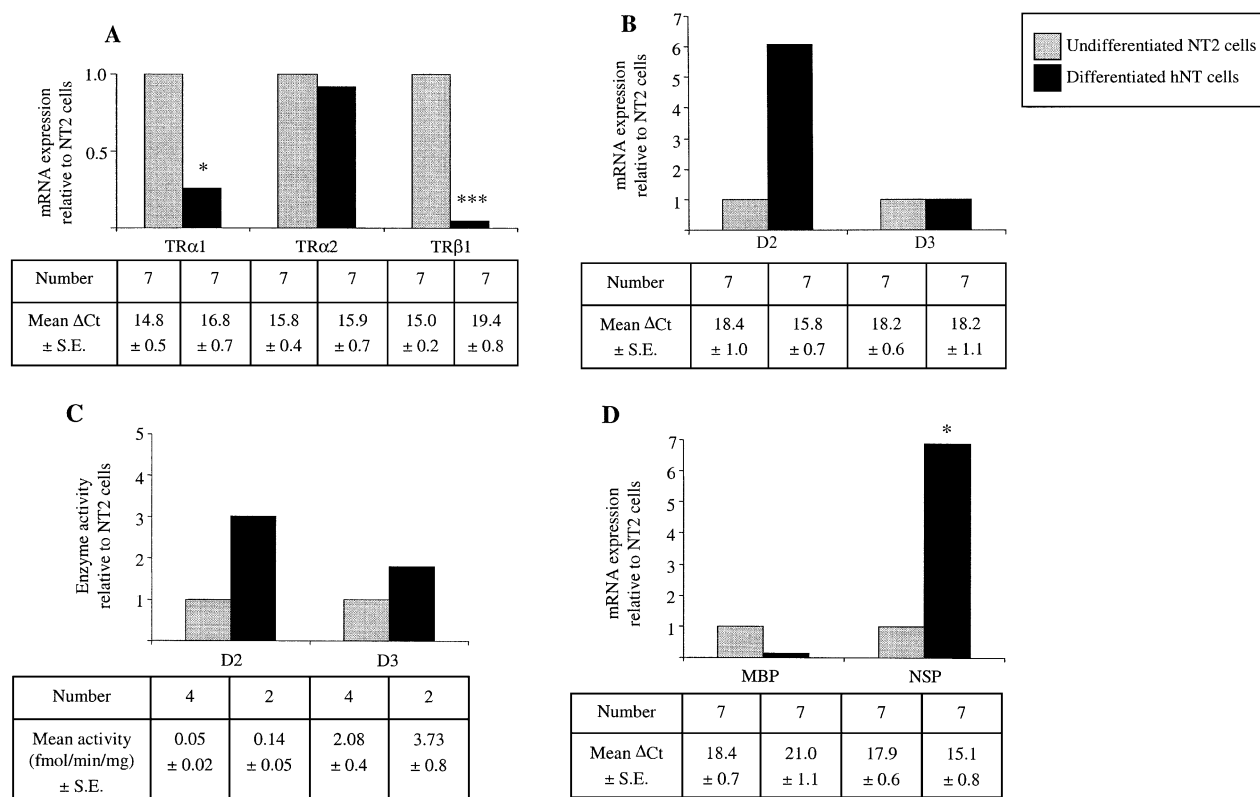 A
mRNA expression
relative to NT2 cells
1.0
0.5
*
***
TRα1 TRα2 TRβ1
Number 7 7 7 7 7 7
Mean ΔCt 14.8 16.8 15.8 15.9 15.0 19.4
± S.E. ± 0.5 ± 0.7 ± 0.4 ± 0.7 ± 0.2 ± 0.8
B
mRNA expression
relative to NT2 cells
7
6
5
4
3
2
1
D2 D3
Number 7 7 7 7
Mean ΔCt 18.4 15.8 18.2 18.2
± S.E. ± 1.0 ± 0.7 ± 0.6 ± 1.1
Undifferentiated NT2 cells
Differentiated hNT cells
C
Enzyme activity
relative to NT2 cells
5
4
3
2
1
D2 D3
Number 4 2 4 2
Mean activity 0.05 0.14 2.08 3.73
(fmol/min/mg) ± 0.02 ± 0.05 ± 0.4 ± 0.8
± S.E.
D
mRNA expression
relative to NT2 cells
7
6
5
4
3
2
1
*
MBP NSP
Number 7 7 7 7
Mean ΔCt 18.4 21.0 17.9 15.1
± S.E. ± 0.7 ± 1.1 ± 0.6 ± 0.8